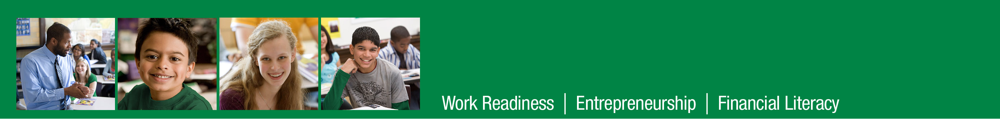 Work Readiness | Entrepreneurship | Financial Literacy